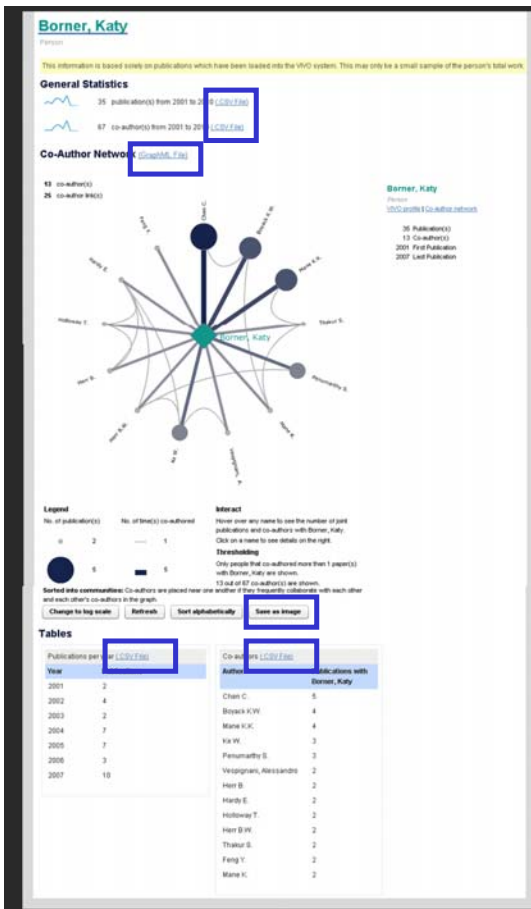 Borner, Katy
Person
This information is based solely on publications which have been loaded into the VIVO system. This may only be a small sample of the person's total work.
General Statistics
35 publication(s) from 2001 to (.CSV File)
67 co-author(s) from 2001 to (.CSV File)
Co-Author Network (GraphML File)
13 co-author(s)
25 co-author link(s)
Borner, Katy
Person
VIVO profile | Co-author network
35 Publication(s)
13 Co-author(s)
2001 First Publication
2007 Last Publication
Chen C.
Boyack K.W.
Mane K.K.
Thakur S.
Penumarthy S.
Mane K.
Vespignani, A.
Ke W.
Herr B.W.
Herr B.
Holloway T.
Hardy E.
Feng Y.
Borner, Katy
Legend
No. of publication(s) No. of time(s) co-authored
2 1
5 5
Interact
Hover over any name to see the number of joint
publications and co-authors with Borner, Katy.
Click on a name to see details on the right.
Thresholding
Only people that co-authored more than 1 paper(s)
with Borner, Katy are shown.
13 out of 67 co-author(s) are shown.
Sorted into communities: Co-authors are placed near one another if they frequently collaborate with each other
and each other's co-authors in the graph.
Change to log scale Refresh Sort alphabetically Save as image
Tables
Publications per year (.CSV File)
Year
2001 2
2002 4
2003 2
2004 7
2005 7
2006 3
2007 10
Co-authors (.CSV File)
Author Publications with
Borner, Katy
Chen C. 5
Boyack K.W. 4
Mane K.K. 4
Ke W. 3
Penumarthy S. 3
Vespignani, Alessandro 2
Herr B. 2
Hardy E. 2
Holloway T. 2
Herr B.W. 2
Thakur S. 2
Feng Y. 2
Mane K. 2